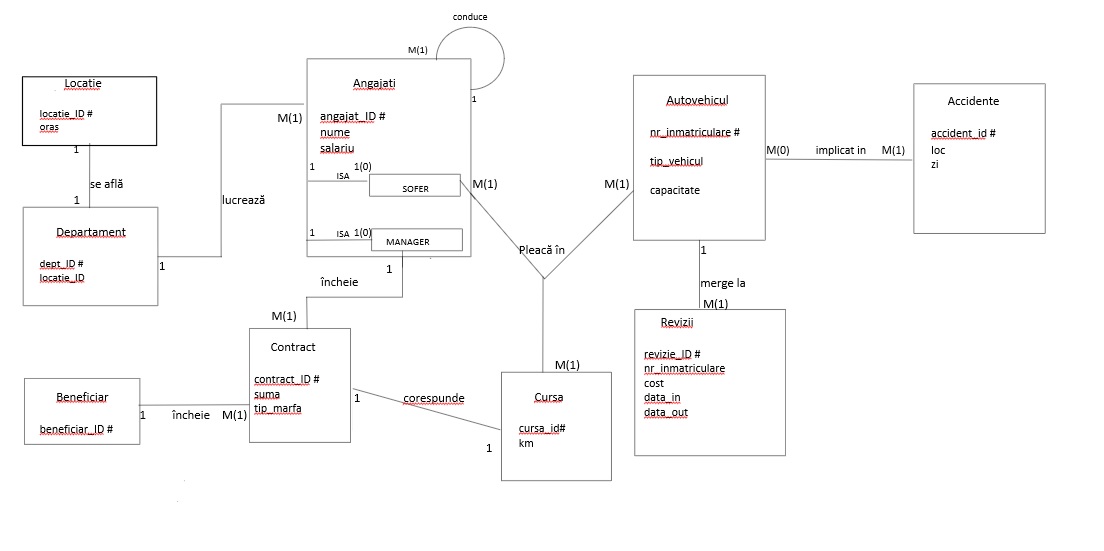 conduce
M(1)
1
Locatie
locatie_ID #
oras
1
se află
1
Departament
dept_ID #
locatie_ID
1
lucrează
M(1)
Angajati
angajat_ID #
nume
salariu
1 ISA 1(0)
SOFER
1 ISA 1(0)
MANAGER
1
încheie
M(1)
Contract
contract_ID #
suma
tip_marfa
Beneficiar
beneficiar_ID #
1 încheie M(1)
1
corespunde
1
Cursa
cursa_id#
km
M(1)
Pleacă în
M(1)
M(1)
Autovehicul
nr_inmatriculare #
tip_vehicul
capacitate
M(0) implicat in M(1)
Accidente
accident_id #
loc
zi
1
merge la
M(1)
Revizii
revizie_ID #
nr_inmatriculare
cost
data_in
data_out